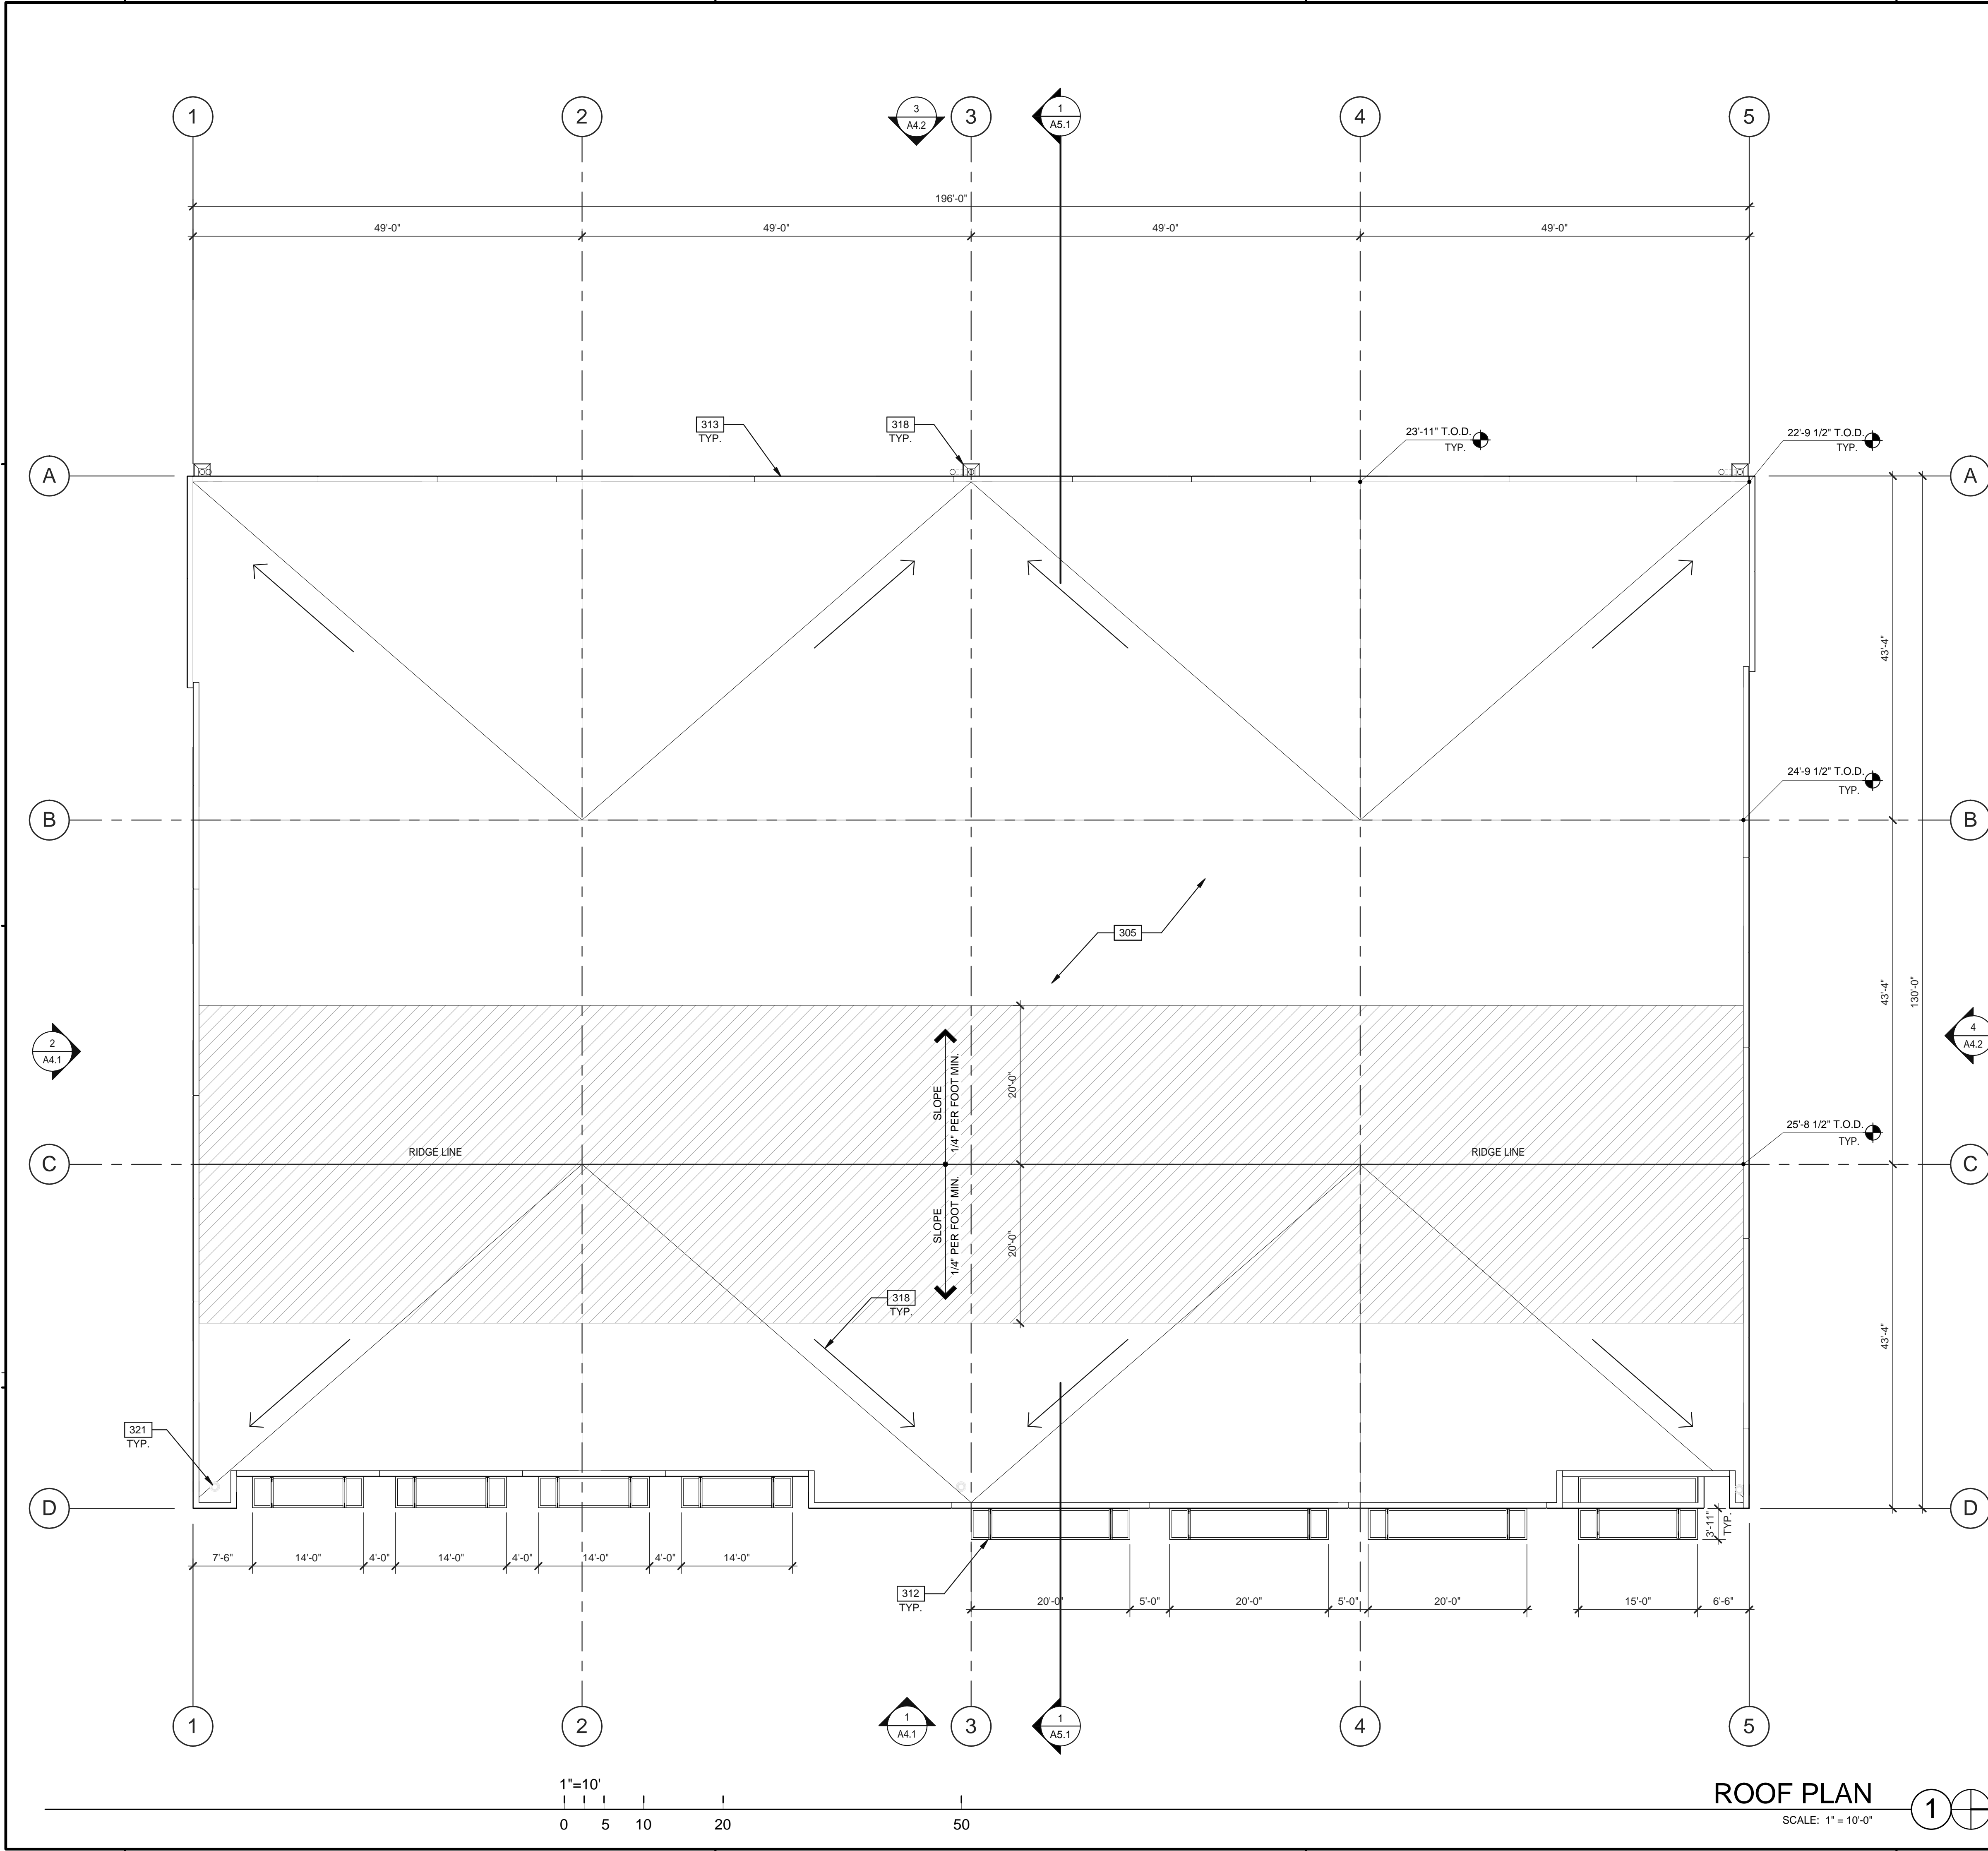 1
2
3
A4.2
3
1
A5.1
4
5
196'-0"
49'-0"
49'-0"
49'-0"
49'-0"
313
TYP.
318
TYP.
23'-11" T.O.D.
TYP.
22'-9 1/2" T.O.D.
TYP.
A
A
43'-4"
24'-9 1/2" T.O.D.
TYP.
B
B
305
43'-4"
130'-0"
2
A4.1
4
A4.2
SLOPE
1/4" PER FOOT MIN.
20'-0"
25'-8 1/2" T.O.D.
TYP.
RIDGE LINE
RIDGE LINE
C
C
SLOPE
1/4" PER FOOT MIN.
20'-0"
318
TYP.
43'-4"
321
TYP.
D
D
3'-11"
TYP.
7'-6"
14'-0"
4'-0"
14'-0"
4'-0"
14'-0"
4'-0"
14'-0"
312
TYP.
20'-0"
5'-0"
20'-0"
5'-0"
20'-0"
15'-0"
6'-6"
1
2
1
A4.1
3
1
A5.1
4
5
1"=10'
0
5
10
20
50
ROOF PLAN
SCALE: 1" = 10'-0"
1